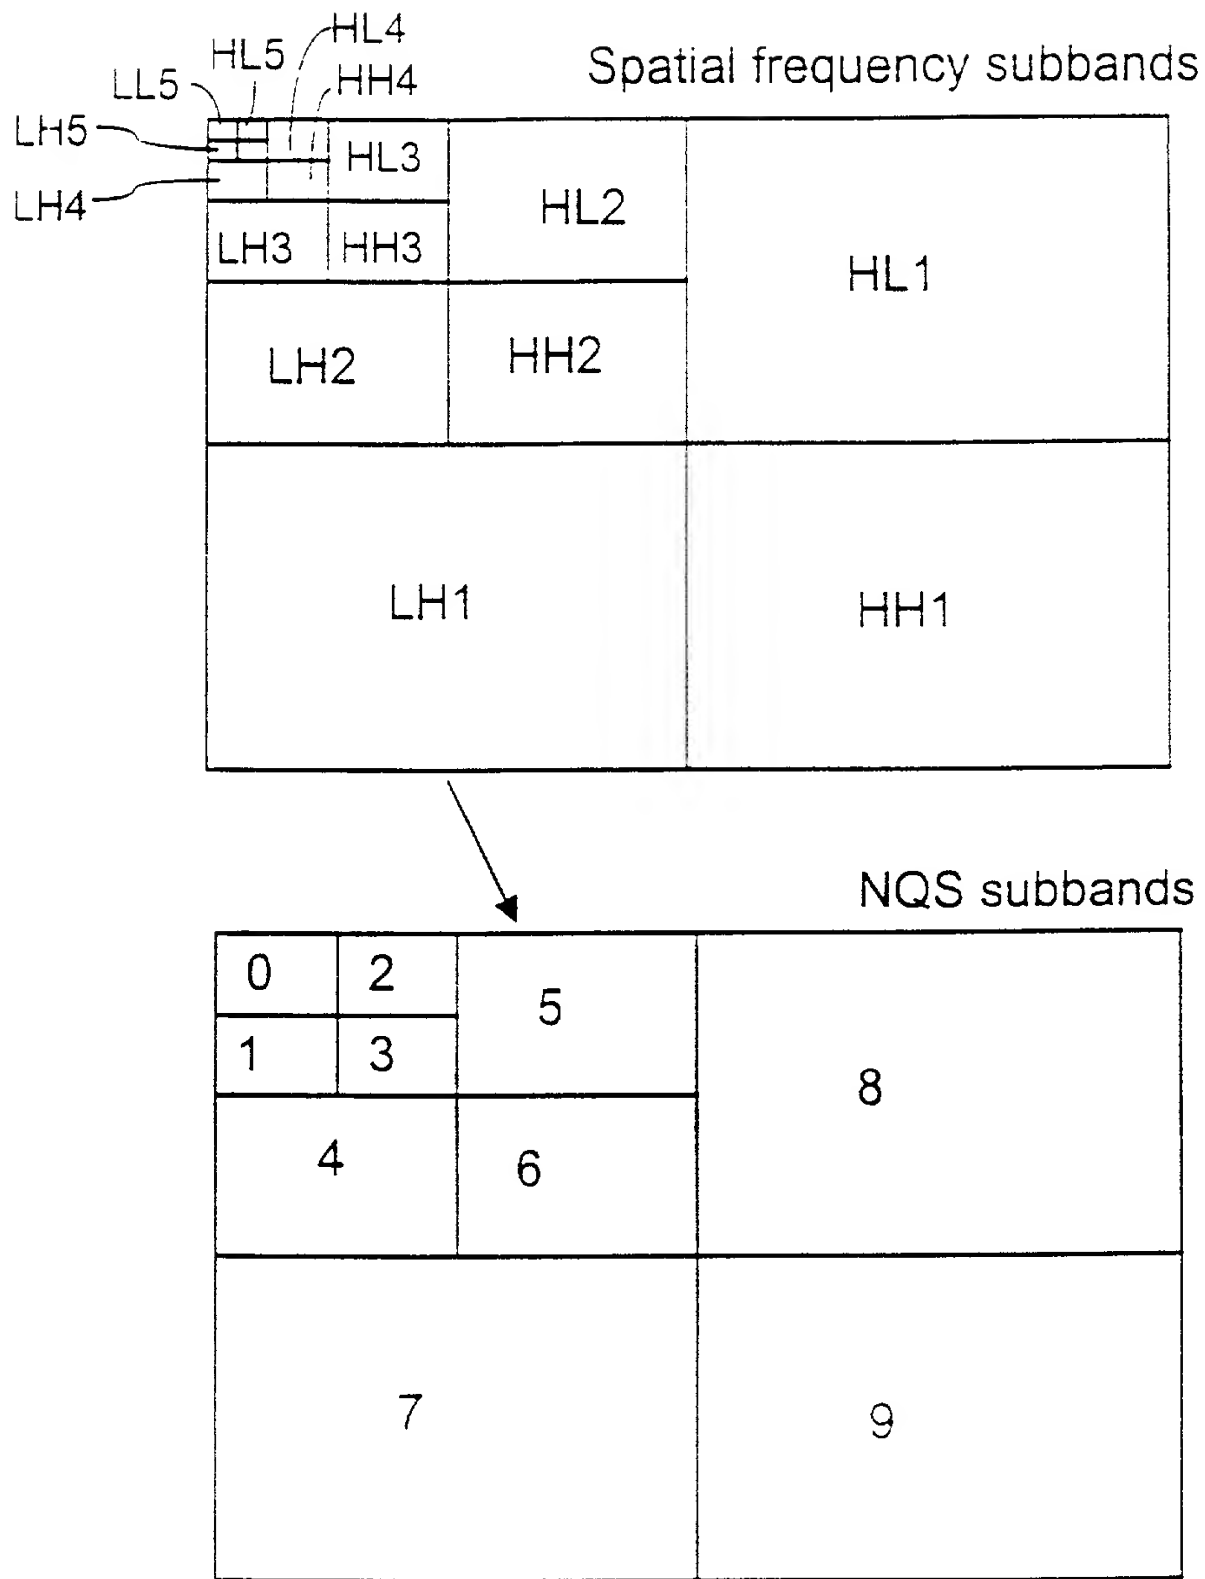 HL4
HL5
Spatial frequency subbands
HH4
LL5
LH5
HL3
LH4
HL2
LH3 HH3
HL1
HH2
LH2
LH1 HH1
NQS subbands
0 2
5
1 3
8
4 6
7 9